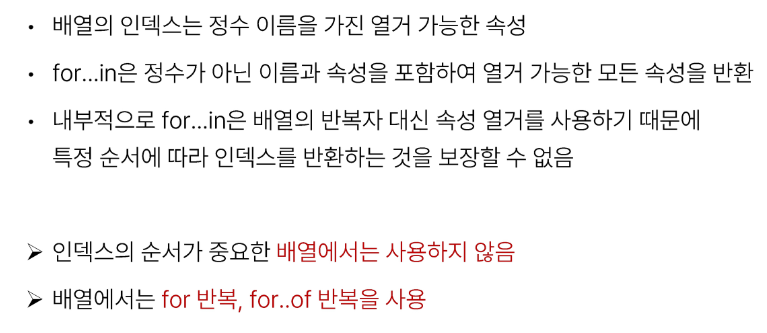 • 배열의 인덱스는 정수 이름을 가진 열거 가능한 속성
• for...in은 정수가 아닌 이름과 속성을 포함하여 열거 가능한 모든 속성을 반환
• 내부적으로 for...in은 배열의 반복자 대신 속성 열거를 사용하기 때문에
특정 순서에 따라 인덱스를 반환하는 것을 보장할 수 없음
➢ 인덱스의 순서가 중요한 배열에서는 사용하지 않음
➢ 배열에서는 for 반복, for..of 반복을 사용